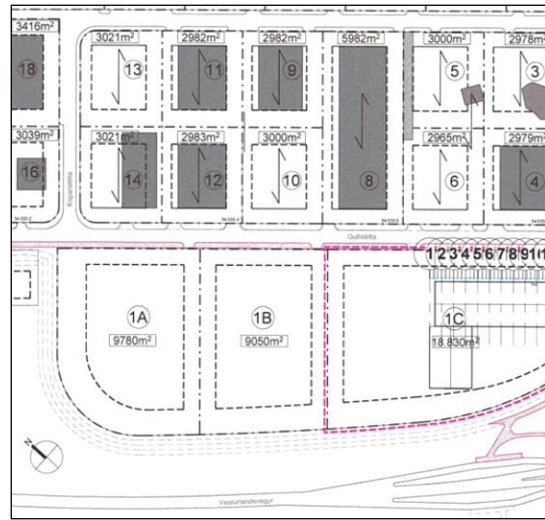 3416m²
3021m²
2982m²
2982m²
5982m²
3000m²
2978m²
18
13
11
9
5
3
3039m²
3021m²
2983m²
3000m²
2965m²
2979m²
16
14
12
10
8
6
4
Gullslétta
1 2 3 4 5 6 7 8 9
1A
9780m²
1B
9050m²
1C
18.830m²
N
Vesturlandsvegur